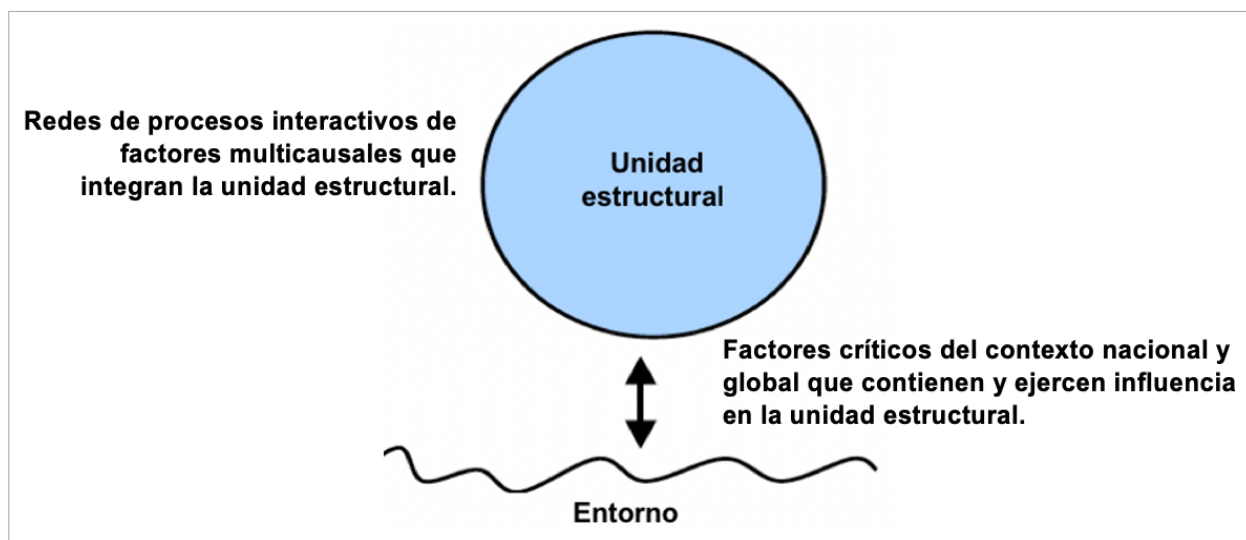 Redes de procesos interactivos de
factores multicausales que
integran la unidad estructural.
Unidad
estructural
Factores críticos del contexto nacional y
global que contienen y ejercen influencia
en la unidad estructural.
Entorno